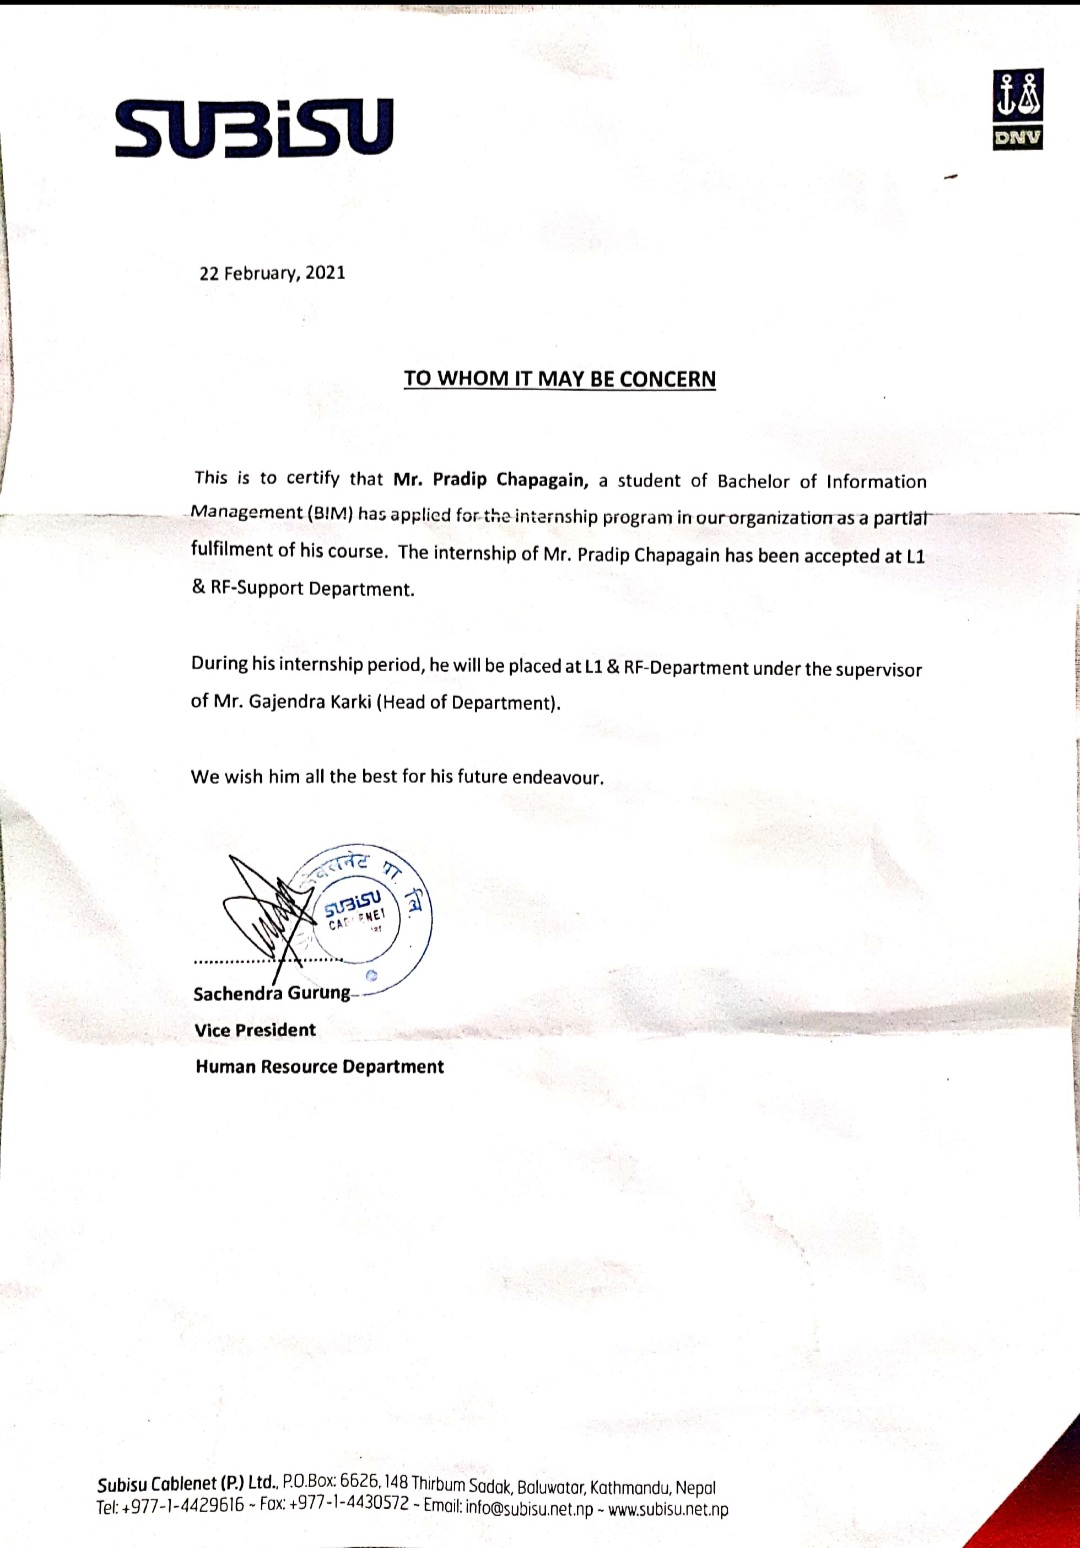 SUBiSU
DNV
22 February, 2021
TO WHOM IT MAY BE CONCERN
This is to certify that Mr. Pradip Chapagain, a student of Bachelor of Information
Management (BIM) has applied for the internship program in our organization as a partial
fulfilment of his course. The internship of Mr. Pradip Chapagain has been accepted at L1
& RF-Support Department.
During his internship period, he will be placed at L1 & RF-Department under the supervisor
of Mr. Gajendra Karki (Head of Department).
We wish him all the best for his future endeavour.
प्रा. लि.
SUBiSU
Sachendra Gurung
Vice President
Human Resource Department
Subisu Cablenet (P.) Ltd., P.O.Box: 6626, 148 Thirbum Sadak, Baluwatar, Kathmandu, Nepal
Tel: +977-1-4429616 ~ Fax: +977-1-4430572 ~ Email: info@subisu.net.np ~ www.subisu.net.np